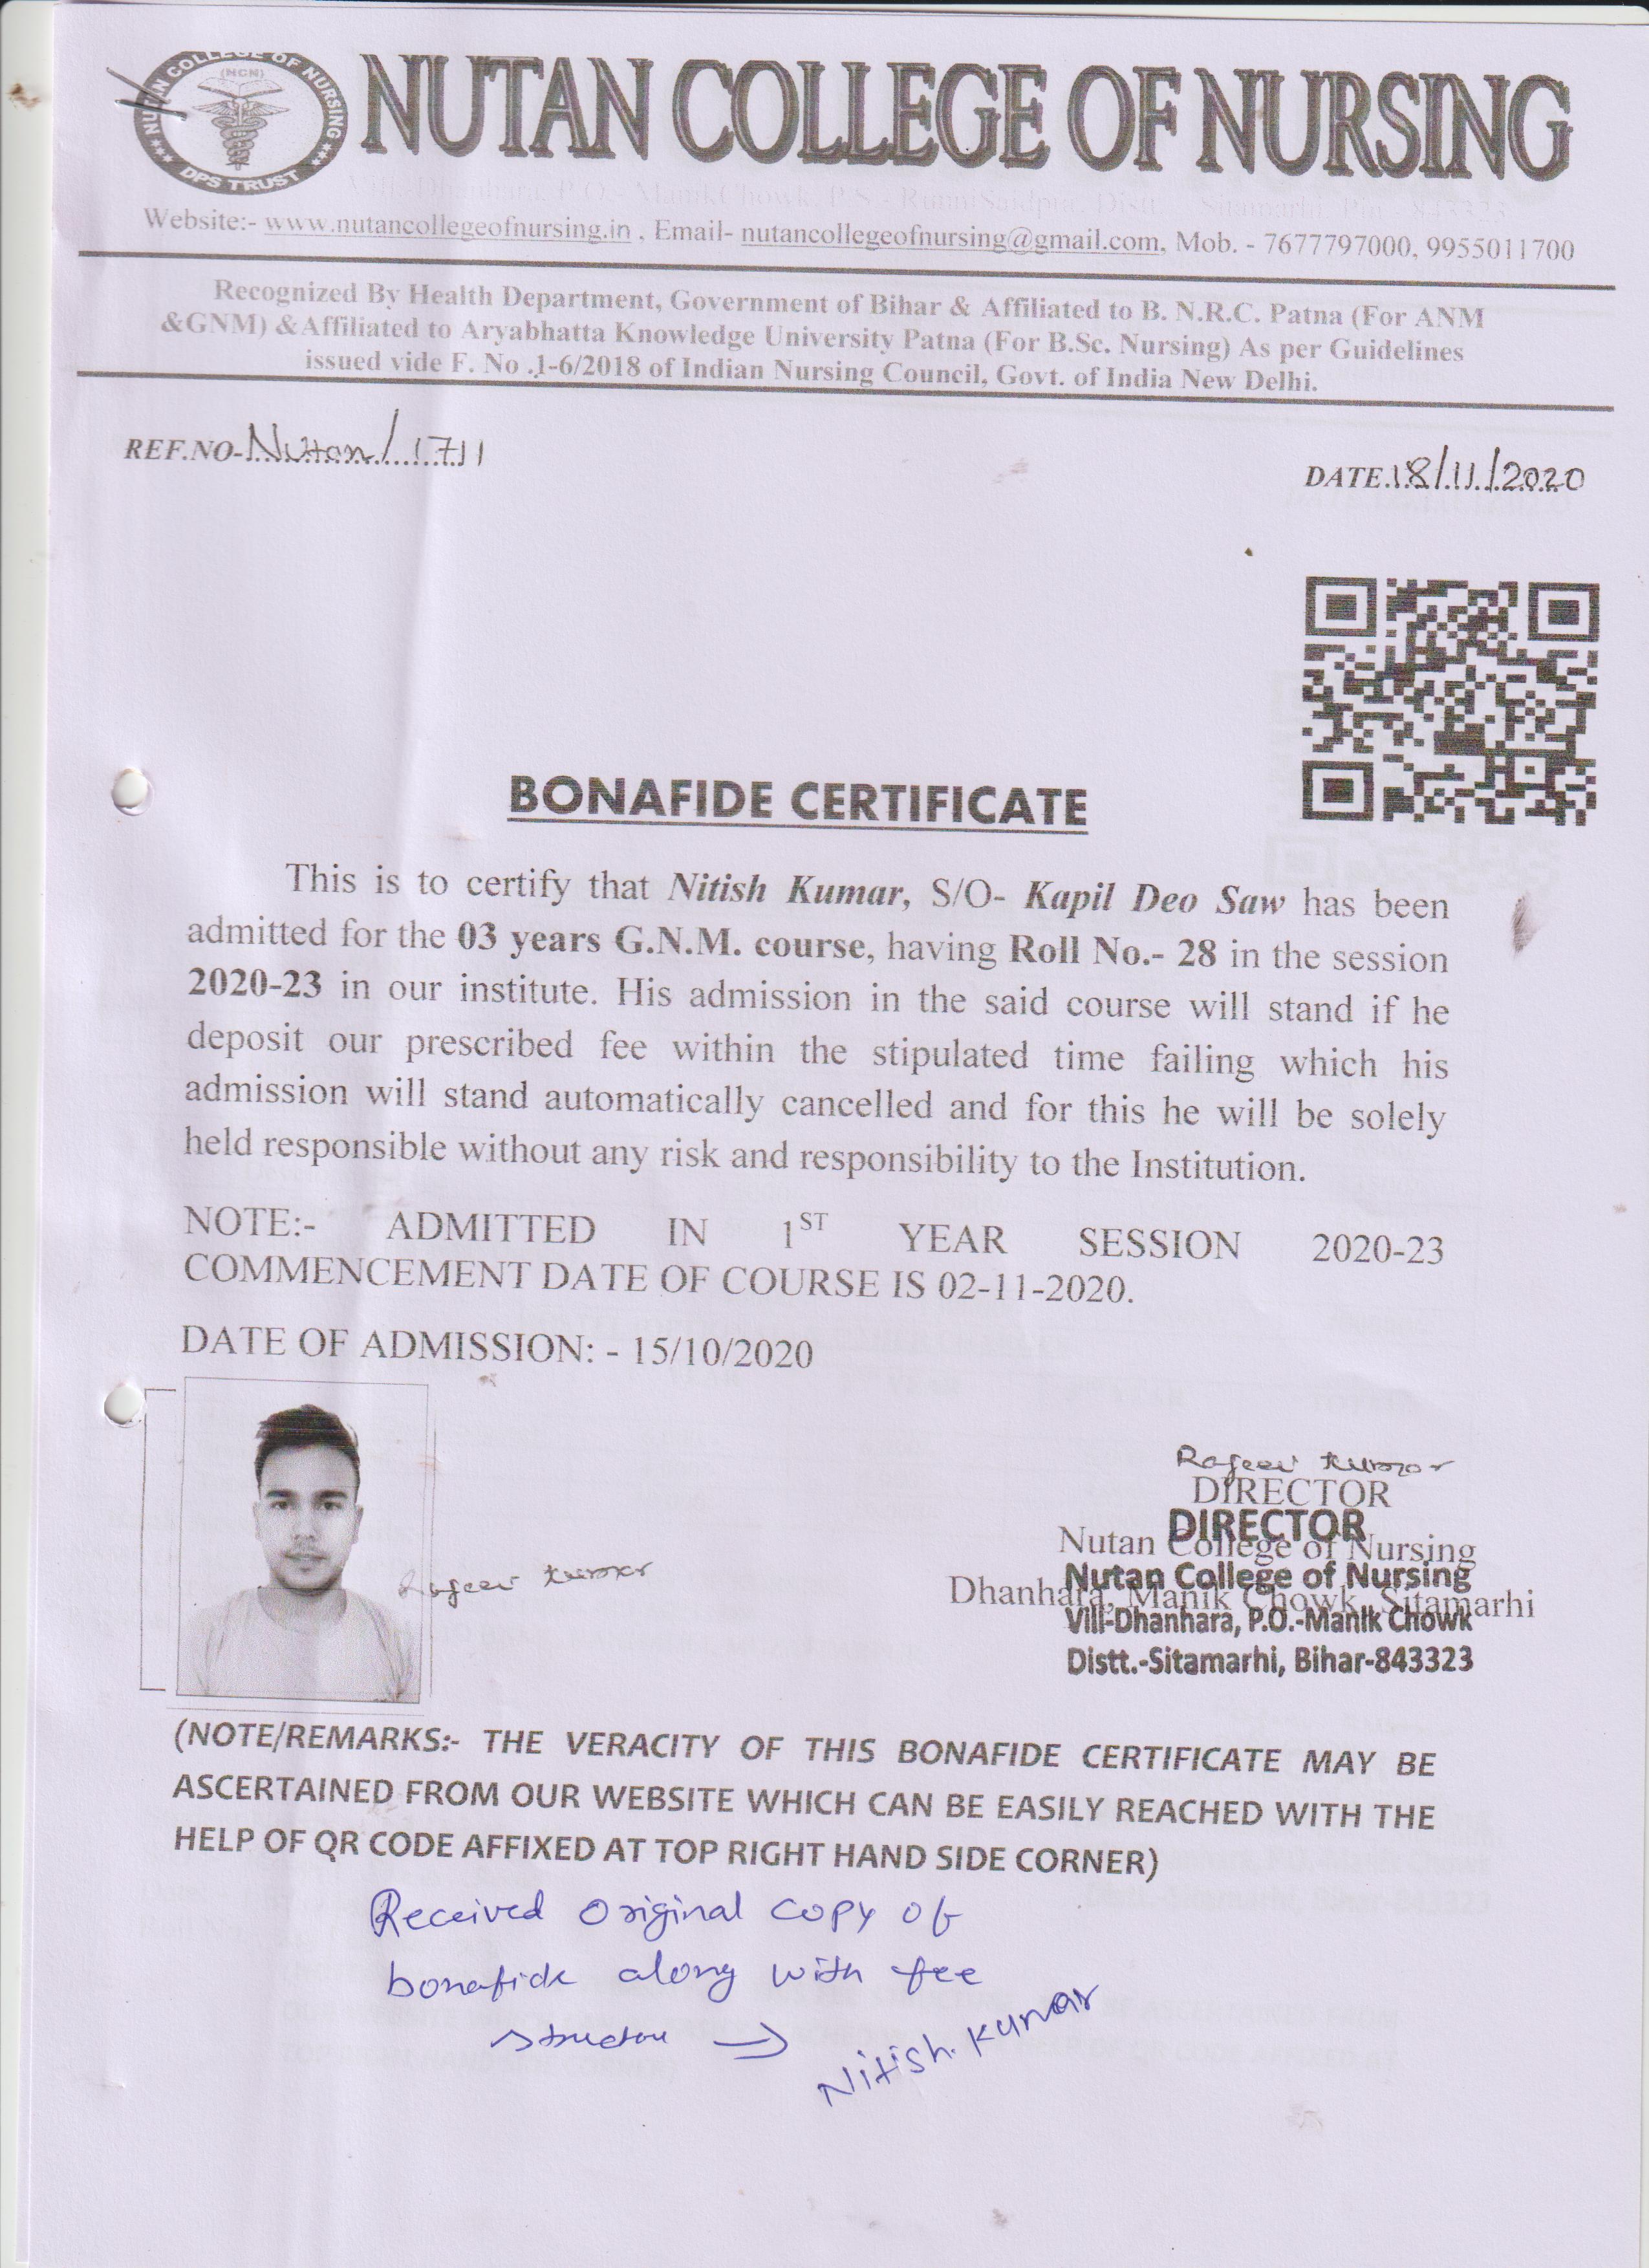 NUTAN COLLEGE OF NURSING
(NCN)
DPS TRUST
NUTAN COLLEGE OF NURSING
Vill.-Dhanhara, P.O.- ManikChowk, P.S.- RunniSaidpur, Distt. - Sitamarhi, Pin - 843323
Website:- www.nutancollegeofnursing.in , Email- nutancollegeofnursing@gmail.com, Mob. - 7677797000, 9955011700
Recognized By Health Department, Government of Bihar & Affiliated to B. N.R.C. Patna (For ANM
&GNM) &Affiliated to Aryabhatta Knowledge University Patna (For B.Sc. Nursing) As per Guidelines
issued vide F. No .1-6/2018 of Indian Nursing Council, Govt. of India New Delhi.
REF.NO-Nutan/1711
DATE.18/11/2020
BONAFIDE CERTIFICATE
This is to certify that Nitish Kumar, S/O- Kapil Deo Saw has been
admitted for the 03 years G.N.M. course, having Roll No.- 28 in the session
2020-23 in our institute. His admission in the said course will stand if he
deposit our prescribed fee within the stipulated time failing which his
admission will stand automatically cancelled and for this he will be solely
held responsible without any risk and responsibility to the Institution.
NOTE:- ADMITTED IN 1ST YEAR SESSION 2020-23
COMMENCEMENT DATE OF COURSE IS 02-11-2020.
DATE OF ADMISSION: - 15/10/2020
Rajeev Kumar
Rajeev Kumar
DIRECTOR
DIRECTOR
Nutan College of Nursing
Nutan College of Nursing
Dhanhara, Manik Chowk, Sitamarhi
Vill-Dhanhara, P.O.-Manik Chowk
Distt.-Sitamarhi, Bihar-843323
(NOTE/REMARKS:- THE VERACITY OF THIS BONAFIDE CERTIFICATE MAY BE
ASCERTAINED FROM OUR WEBSITE WHICH CAN BE EASILY REACHED WITH THE
HELP OF QR CODE AFFIXED AT TOP RIGHT HAND SIDE CORNER)
Received Original copy of
bonafide along with fee
structure →
Nitish Kumar